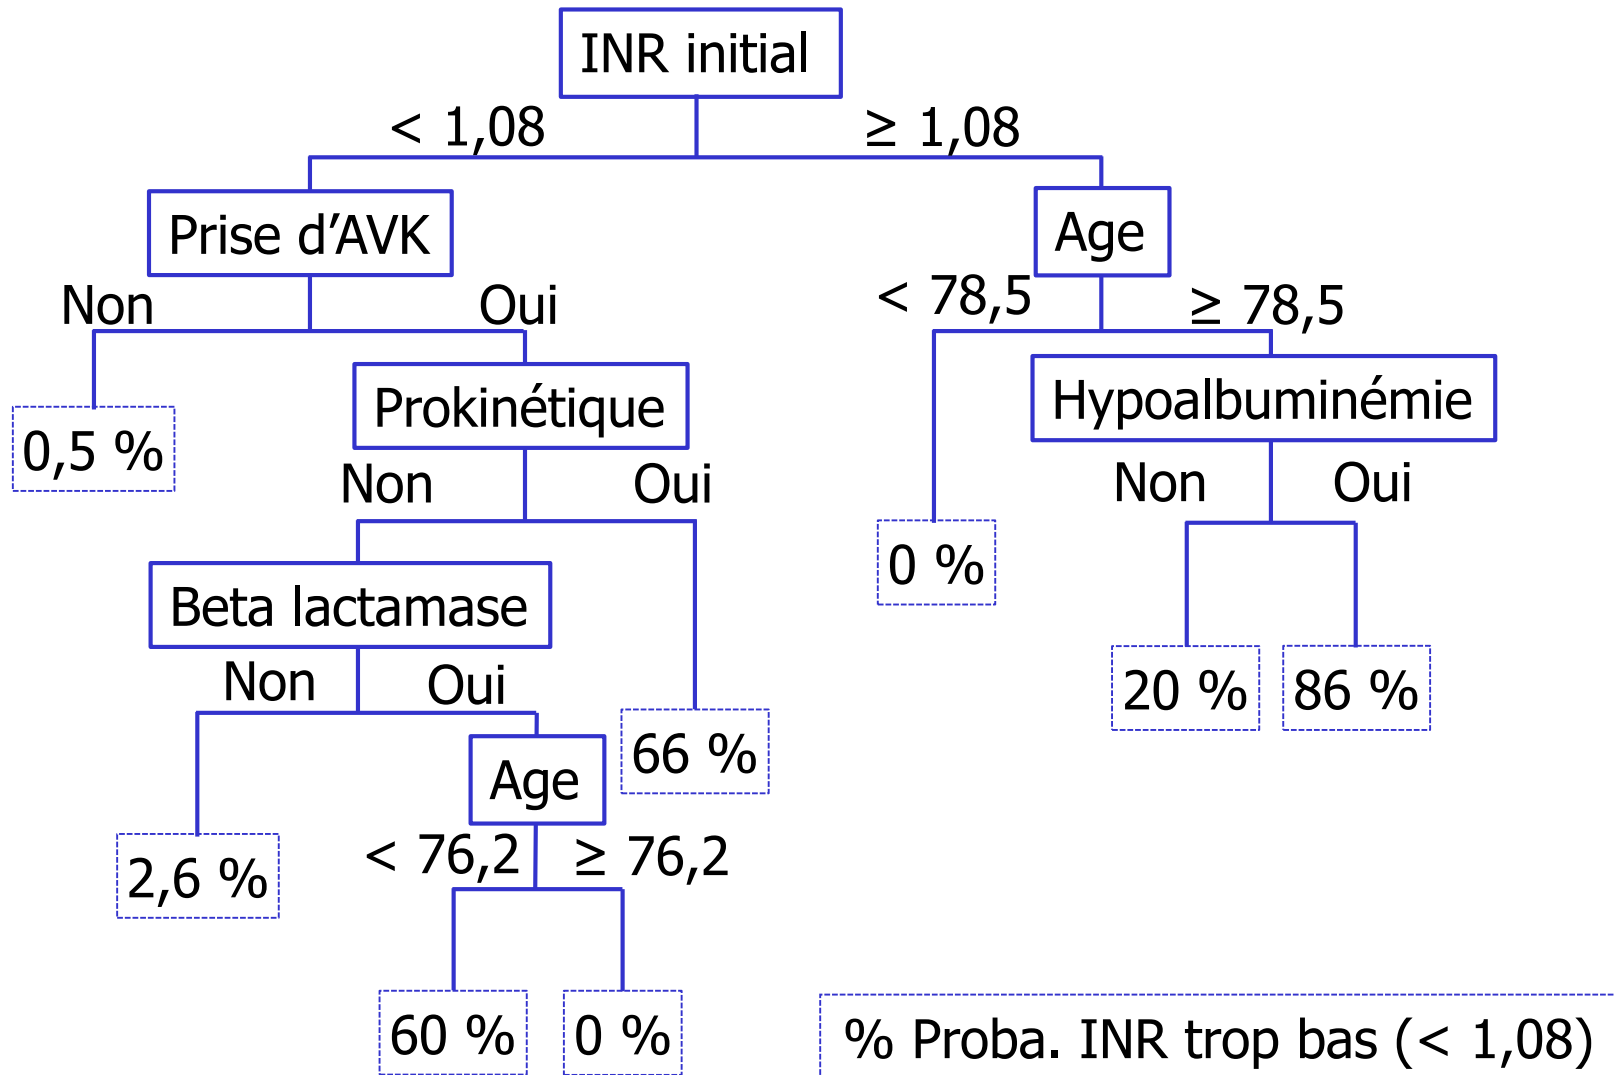 INR initial
< 1,08
≥ 1,08
Prise d’AVK
Age
Non
Oui
< 78,5
≥ 78,5
Prokinétique
Hypoalbuminémie
0,5 %
Non
Oui
Non
Oui
0 %
Beta lactamase
Non
Oui
20 %
86 %
66 %
Age
< 76,2
≥ 76,2
2,6 %
60 %
0 %
% Proba. INR trop bas (< 1,08)